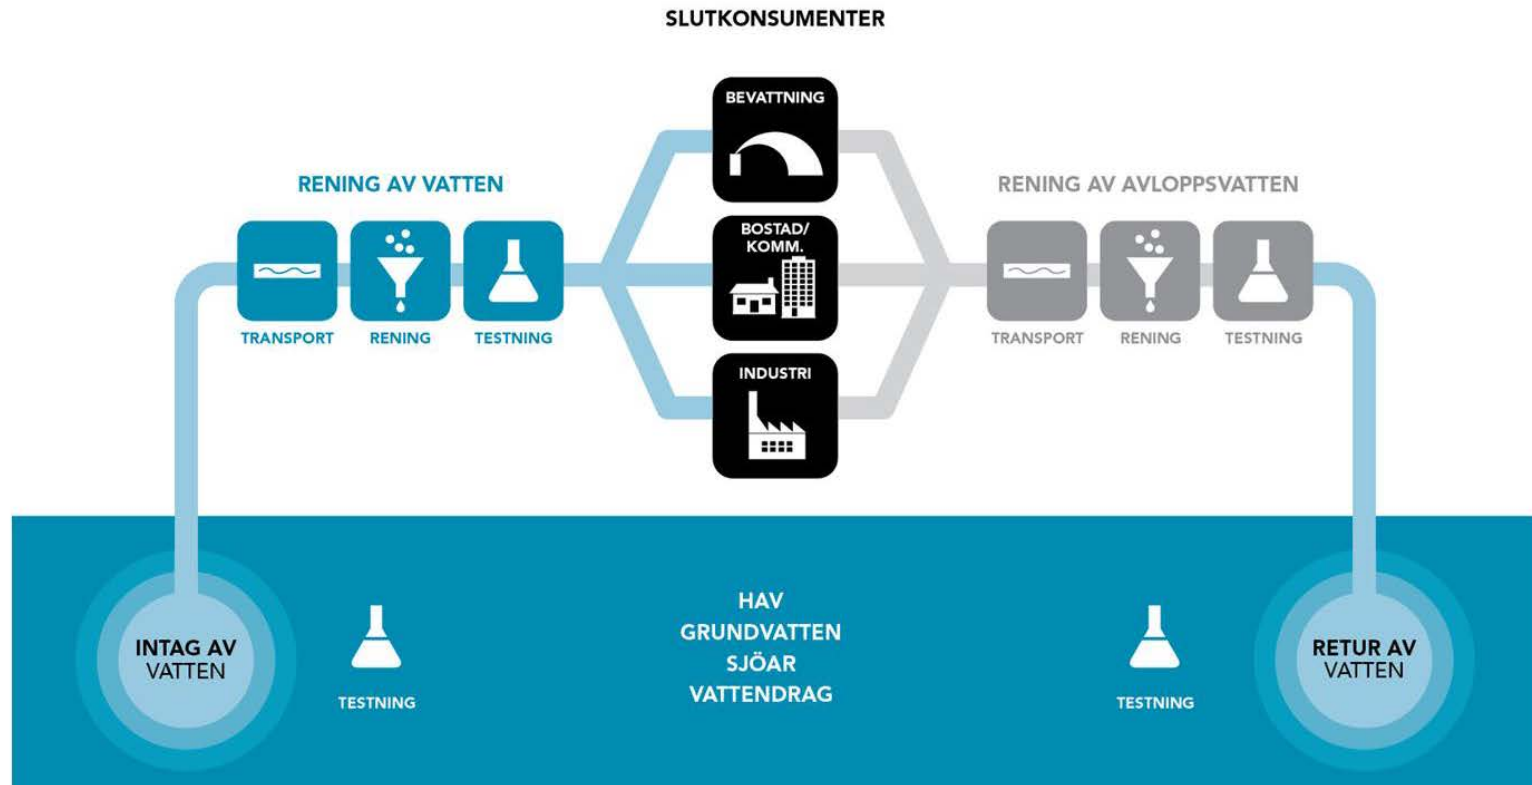 SLUTKONSUMENTER
RENING AV VATTEN
TRANSPORT
RENING
TESTNING
BEVATTNING
BOSTAD/
KOMM.
INDUSTRI
RENING AV AVLOPPSVATTEN
TRANSPORT
RENING
TESTNING
INTAG AV
VATTEN
TESTNING
HAV
GRUNDVATTEN
SJÖAR
VATTENDRAG
TESTNING
RETUR AV
VATTEN